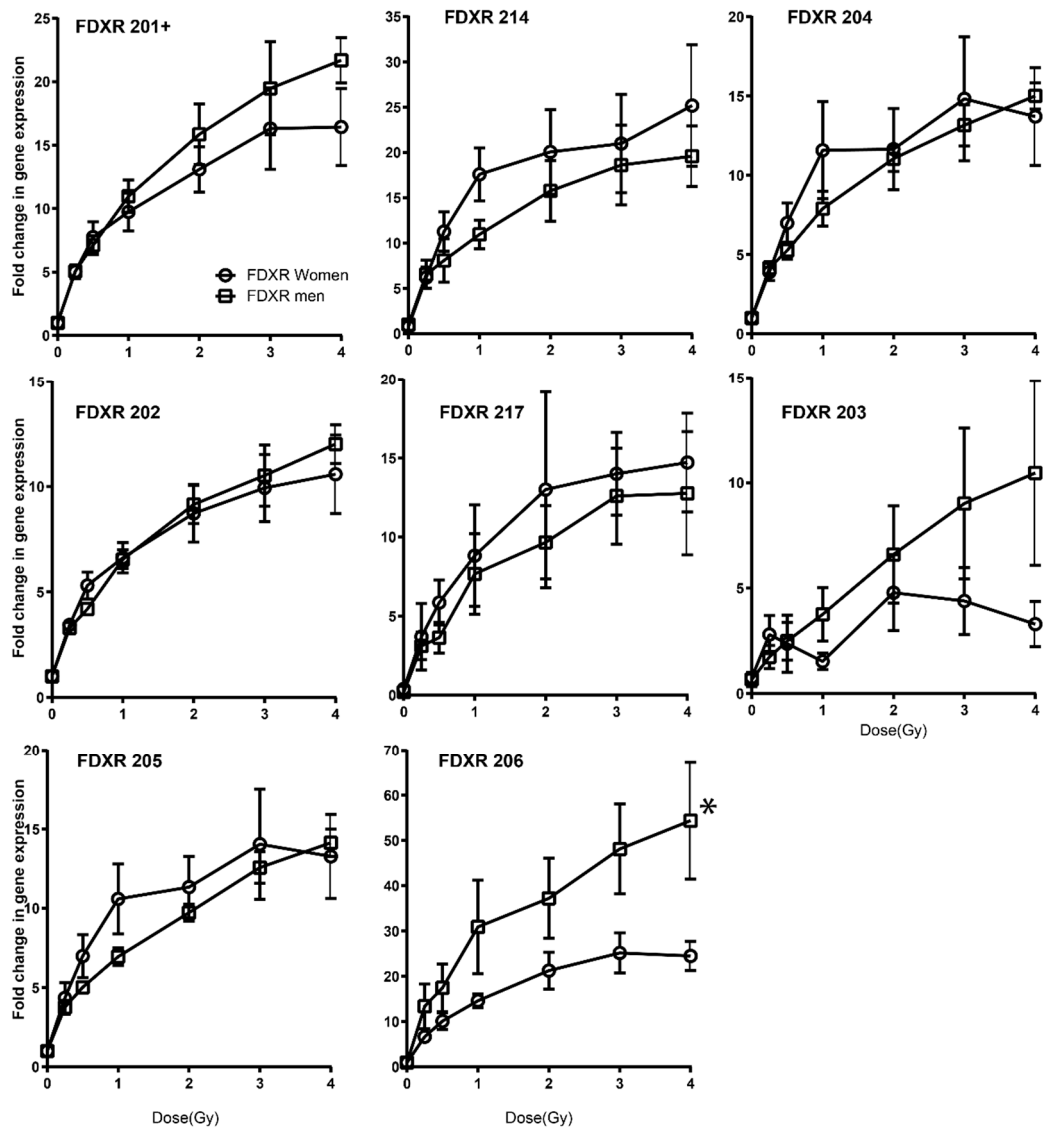 FDXR 201+
Fold change in gene expression
25
20
15
10
5
0
FDXR Women
FDXR men
0 1 2 3 4
FDXR 214
35
30
25
20
15
10
5
0
0 1 2 3 4
FDXR 204
20
15
10
5
0
0 1 2 3 4
FDXR 202
Fold change in gene expression
15
10
5
0
0 1 2 3 4
FDXR 217
20
15
10
5
0
0 1 2 3 4
FDXR 203
15
10
5
0
0 1 2 3 4
Dose(Gy)
FDXR 205
Fold change in gene expression
20
15
10
5
0
0 1 2 3 4
Dose(Gy)
FDXR 206
70
60
50
40
30
20
10
0
*
0 1 2 3 4
Dose(Gy)